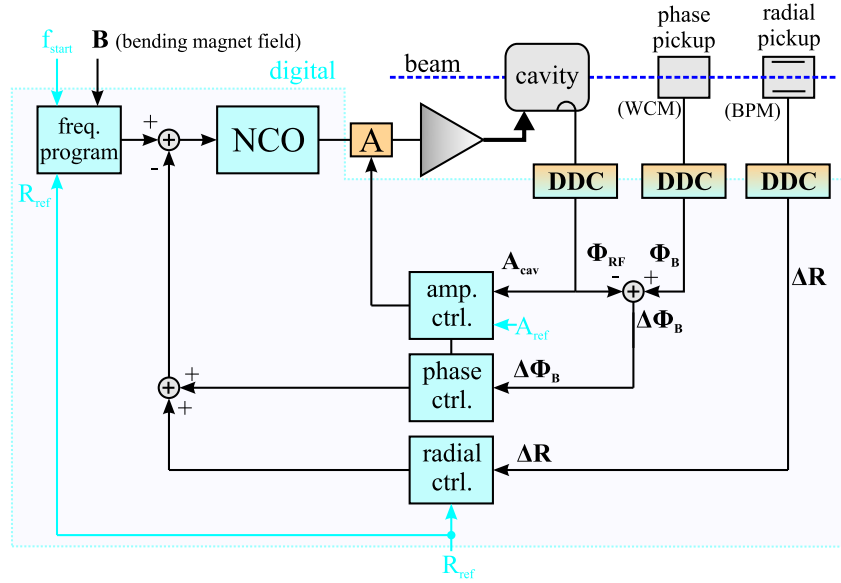 phase
pickup
radial
pickup
f_start
B (bending magnet field)
digital
beam
cavity
(WCM)
(BPM)
freq.
program
+
-
+
NCO
A
DDC
DDC
DDC
R_ref
A_cav
Φ_RF
Φ_B
-
+
+
ΔR
amp.
ctrl.
A_ref
ΔΦ_B
phase
ctrl.
ΔΦ_B
+
+
+
radial
ctrl.
ΔR
R_ref